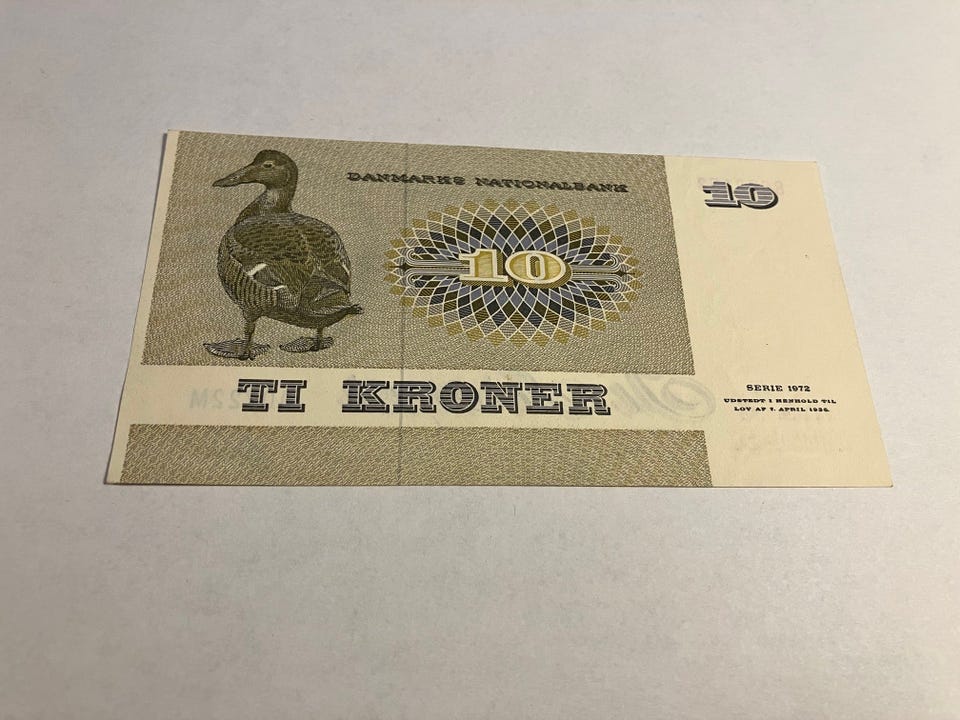 DANMARKS NATIONALBANK
10
10
TI KRONER
SERIE 1972
UDSTEDT I HENHOLD TIL
LOV AF 7. APRIL 1936.